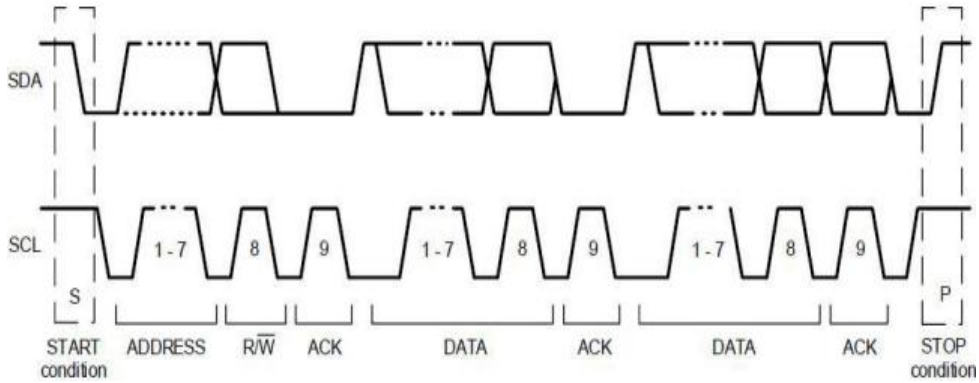 SDA
SCL
1 - 7
8
9
1 - 7
8
9
1 - 7
8
9
S
P
START
condition
ADDRESS
R/W̅
ACK
DATA
ACK
DATA
ACK
STOP
condition